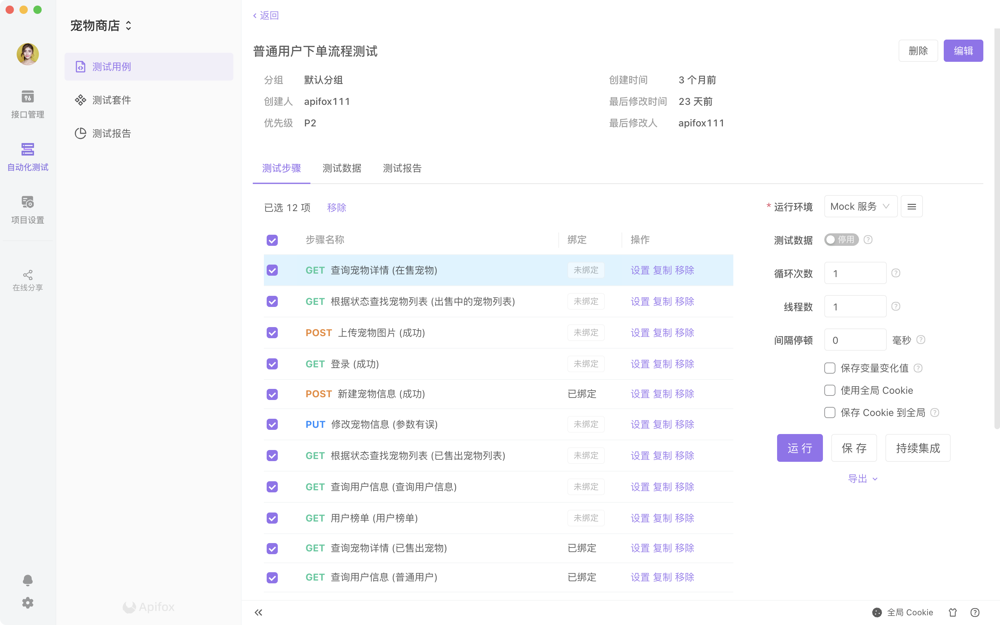 宠物商店
接口管理
自动化测试
项目设置
在线分享
测试用例
测试套件
测试报告
Apifox
返回
普通用户下单流程测试
删除 编辑
分组 默认分组 创建时间 3 个月前
创建人 apifox111 最后修改时间 23 天前
优先级 P2 最后修改人 apifox111
测试步骤 测试数据 测试报告
已选 12 项 移除
步骤名称 绑定 操作
GET 查询宠物详情 (在售宠物) 未绑定 设置 复制 移除
GET 根据状态查找宠物列表 (出售中的宠物列表) 未绑定 设置 复制 移除
POST 上传宠物图片 (成功) 未绑定 设置 复制 移除
GET 登录 (成功) 未绑定 设置 复制 移除
POST 新建宠物信息 (成功) 已绑定 设置 复制 移除
PUT 修改宠物信息 (参数有误) 未绑定 设置 复制 移除
GET 根据状态查找宠物列表 (已售出宠物列表) 未绑定 设置 复制 移除
GET 查询用户信息 (查询用户信息) 未绑定 设置 复制 移除
GET 用户榜单 (用户榜单) 未绑定 设置 复制 移除
GET 查询宠物详情 (已售出宠物) 已绑定 设置 复制 移除
GET 查询用户信息 (普通用户) 已绑定 设置 复制 移除
* 运行环境 Mock 服务
测试数据 停用
循环次数 1
线程数 1
间隔停顿 0 毫秒
保存变量变化值
使用全局 Cookie
保存 Cookie 到全局
运 行 保 存 持续集成
导出
全局 Cookie